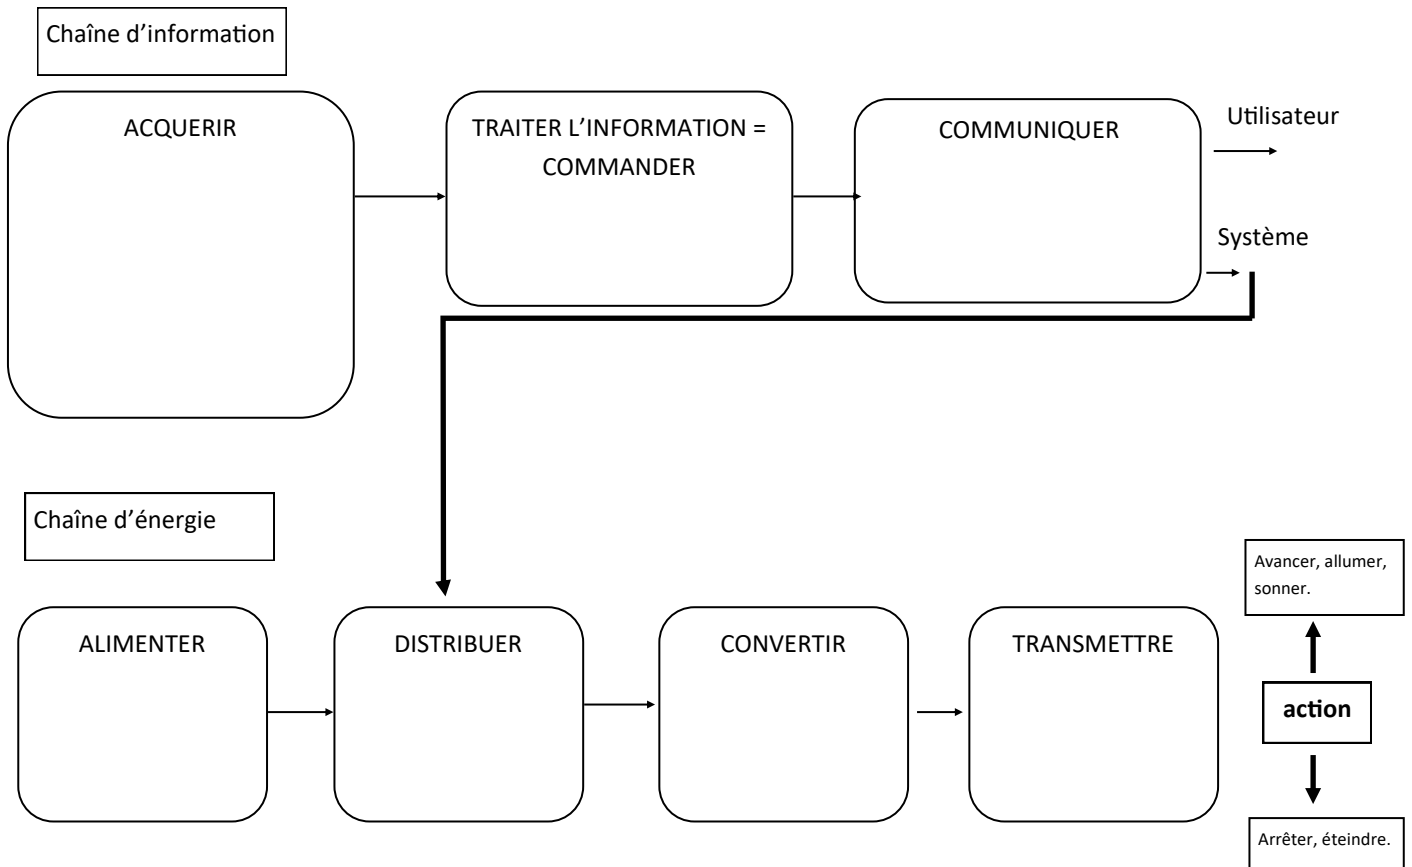 Chaîne d’information
ACQUERIR
TRAITER L’INFORMATION =
COMMANDER
COMMUNIQUER
Utilisateur
Système
Chaîne d’énergie
ALIMENTER
DISTRIBUER
CONVERTIR
TRANSMETTRE
Avancer, allumer,
sonner.
action
Arrêter, éteindre.